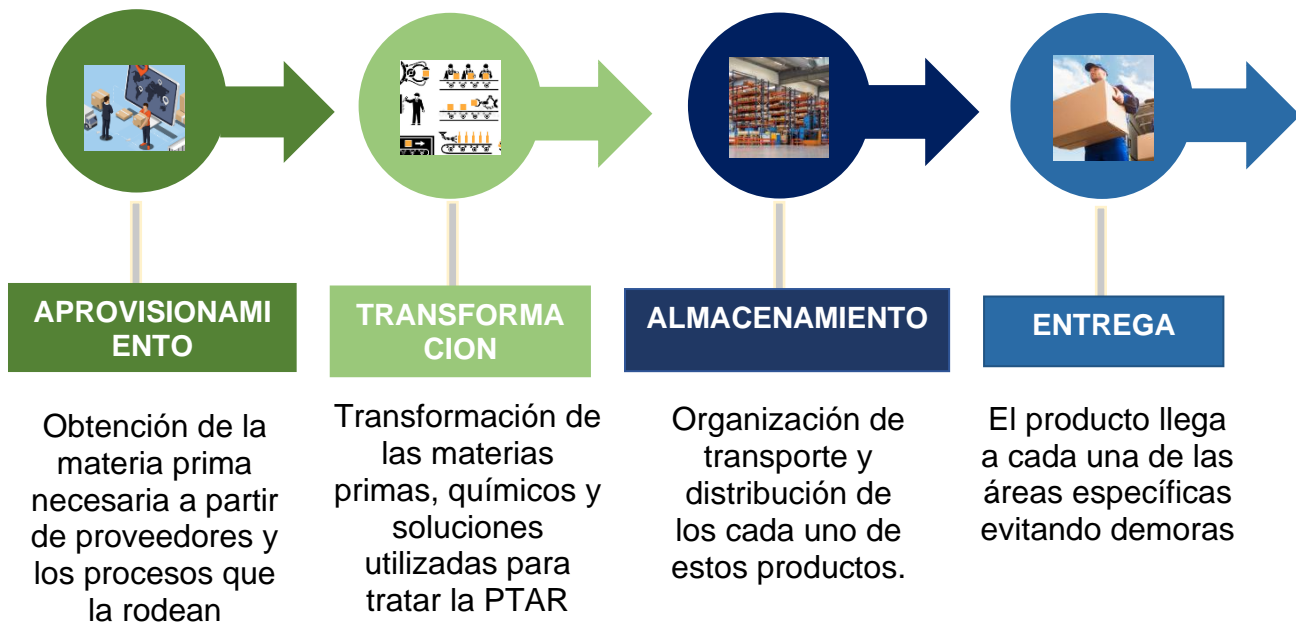 APROVISIONAMI
ENTO
Obtención de la
materia prima
necesaria a partir
de proveedores y
los procesos que
la rodean
TRANSFORMA
CION
Transformación de
las materias
primas, químicos y
soluciones
utilizadas para
tratar la PTAR
ALMACENAMIENTO
Organización de
transporte y
distribución de
los cada uno de
estos productos.
ENTREGA
El producto llega
a cada una de las
áreas específicas
evitando demoras